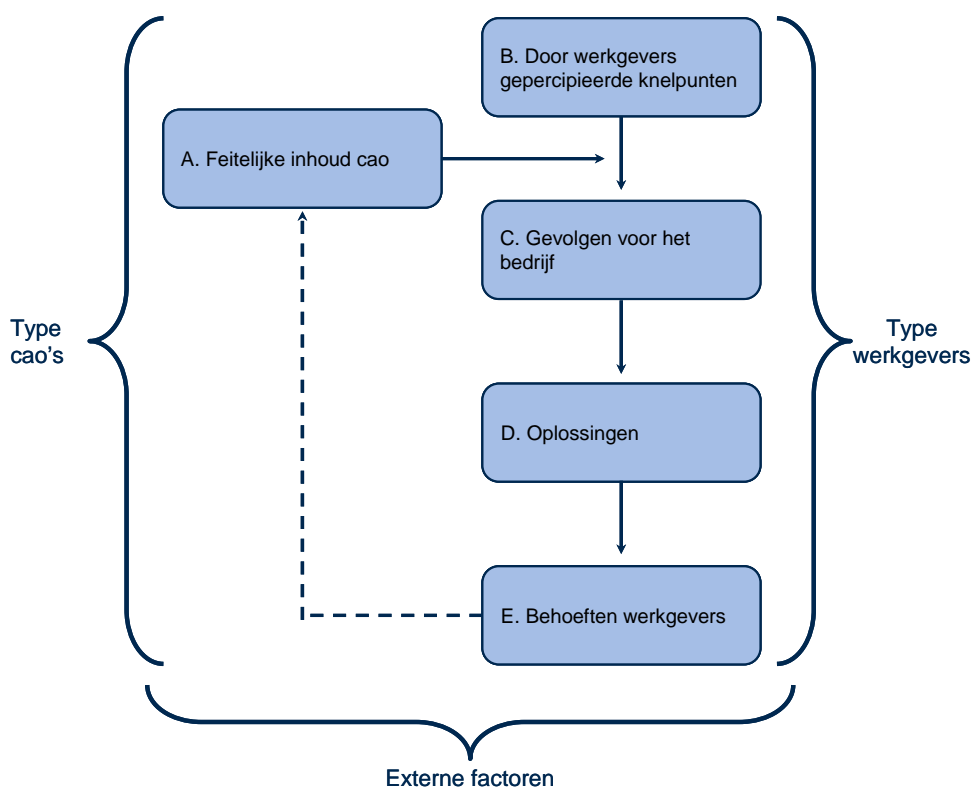 B. Door werkgevers
gepercipieerde knelpunten
A. Feitelijke inhoud cao
C. Gevolgen voor het
bedrijf
Type
cao's
Type
werkgevers
D. Oplossingen
E. Behoeften werkgevers
Externe factoren